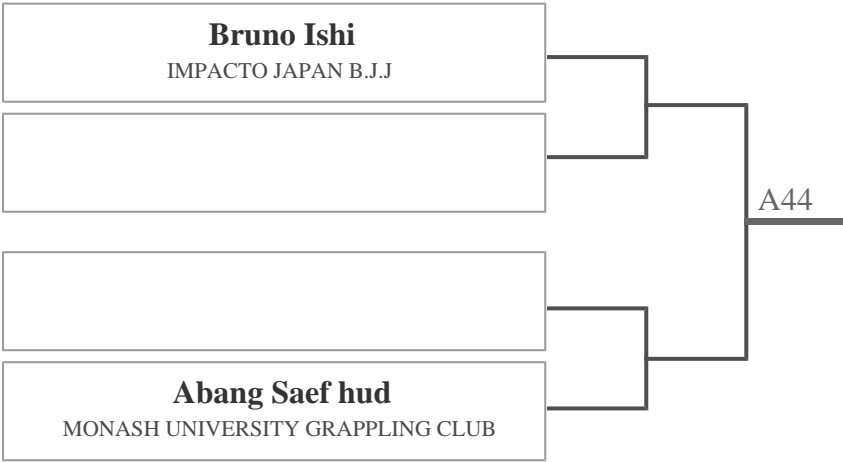 Bruno Ishi
IMPACTO JAPAN B.J.J
A44
Abang Saef hud
MONASH UNIVERSITY GRAPPLING CLUB